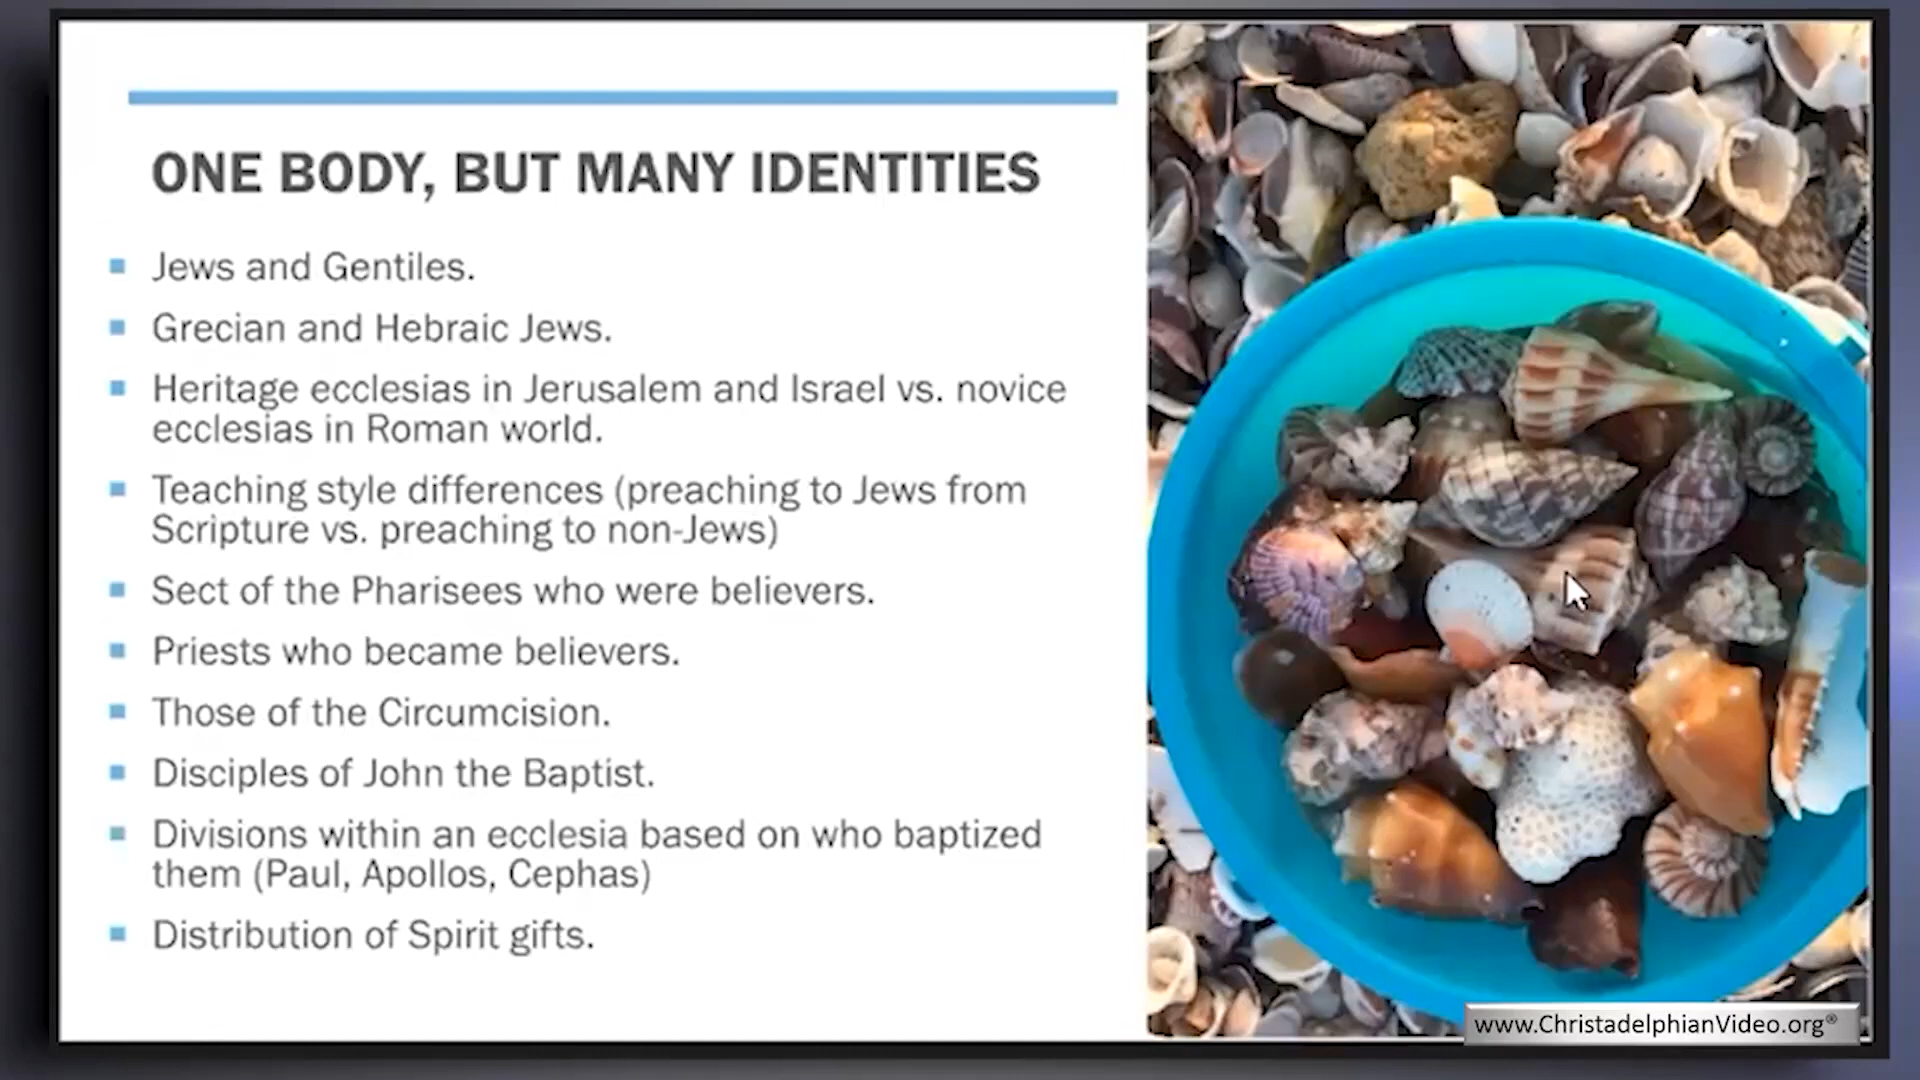 ONE BODY, BUT MANY IDENTITIES
Jews and Gentiles.
Grecian and Hebraic Jews.
Heritage ecclesias in Jerusalem and Israel vs. novice
ecclesias in Roman world.
Teaching style differences (preaching to Jews from
Scripture vs. preaching to non-Jews)
Sect of the Pharisees who were believers.
Priests who became believers.
Those of the Circumcision.
Disciples of John the Baptist.
Divisions within an ecclesia based on who baptized
them (Paul, Apollos, Cephas)
Distribution of Spirit gifts.
www.ChristadelphianVideo.org®